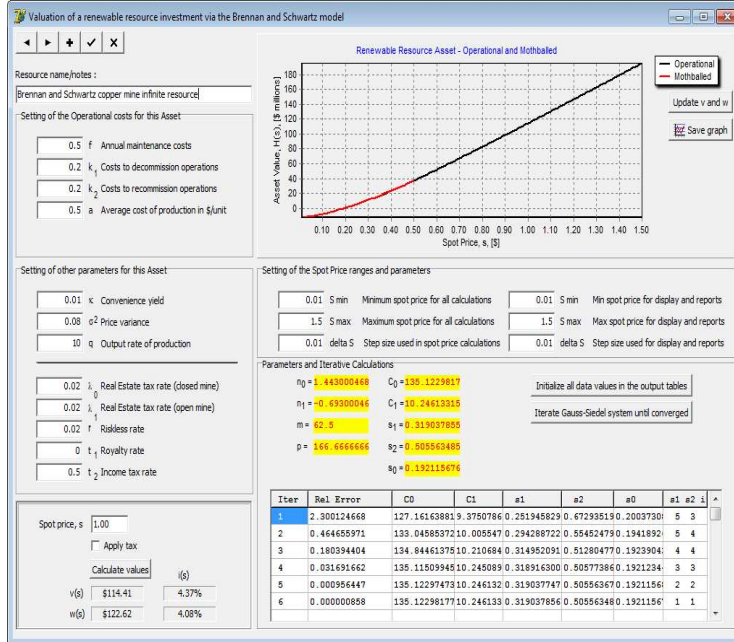 Valuation of a renewable resource investment via the Brennan and Schwartz model
Resource name/notes :
Brennan and Schwartz copper mine infinite resource
Setting of the Operational costs for this Asset
0.5 f Annual maintenance costs
0.2 k 1 Costs to decommission operations
0.2 k 2 Costs to recommission operations
0.5 a Average cost of production in $/unit
Renewable Resource Asset - Operational and Mothballed
Asset Value, H(s), [$ millions]
180
160
140
120
100
80
60
40
20
0
0.10 0.20 0.30 0.40 0.50 0.60 0.70 0.80 0.90 1.00 1.10 1.20 1.30 1.40 1.50
Spot Price, s, [$]
Operational
Mothballed
Update v and w
Save graph
Setting of other parameters for this Asset
0.01 κ Convenience yield
0.08 σ2 Price variance
10 q Output rate of production
0.02 λ 0 Real Estate tax rate (closed mine)
0.02 λ 1 Real Estate tax rate (open mine)
0.02 r Riskless rate
0 t 1 Royalty rate
0.5 t 2 Income tax rate
Setting of the Spot Price ranges and parameters
0.01 S min Minimum spot price for all calculations 0.01 S min Min spot price for display and reports
1.5 S max Maximum spot price for all calculations 1.5 S max Max spot price for display and reports
0.01 delta S Step size used in spot price calculations 0.01 delta S Step size used for display and reports
Parameters and Iterative Calculations
n0 = 1.443000468 C0 = 135.1229817
n1 = -0.69300046 C1 = 10.24613315
m = 62.5 s1 = 0.319037855
p = 166.6666666 s2 = 0.505563485
s0 = 0.192115676
Initialize all data values in the output tables
Iterate Gauss-Siedel system until converged
Iter Rel Error C0 C1 s1 s2 s0 s1 s2 i
1 2.300124668 127.16163881 9.3750786 0.251945829 0.67293519 0.2003730 5 3
2 0.464655971 133.04585372 10.005547 0.294288722 0.55452479 0.1941892 5 4
3 0.180394404 134.84461375 10.210684 0.314952091 0.51280477 0.1923904 4 4
4 0.031691662 135.11509945 10.245089 0.318916300 0.50577386 0.1921234 3 3
5 0.000956447 135.12297473 10.246132 0.319037747 0.50556367 0.1921156 2 2
6 0.000000858 135.12298177 10.246133 0.319037856 0.50556348 0.1921156 1 1
Spot price, s 1.00
Apply tax
Calculate values i(s)
v(s) $114.41 4.37%
w(s) $122.62 4.08%